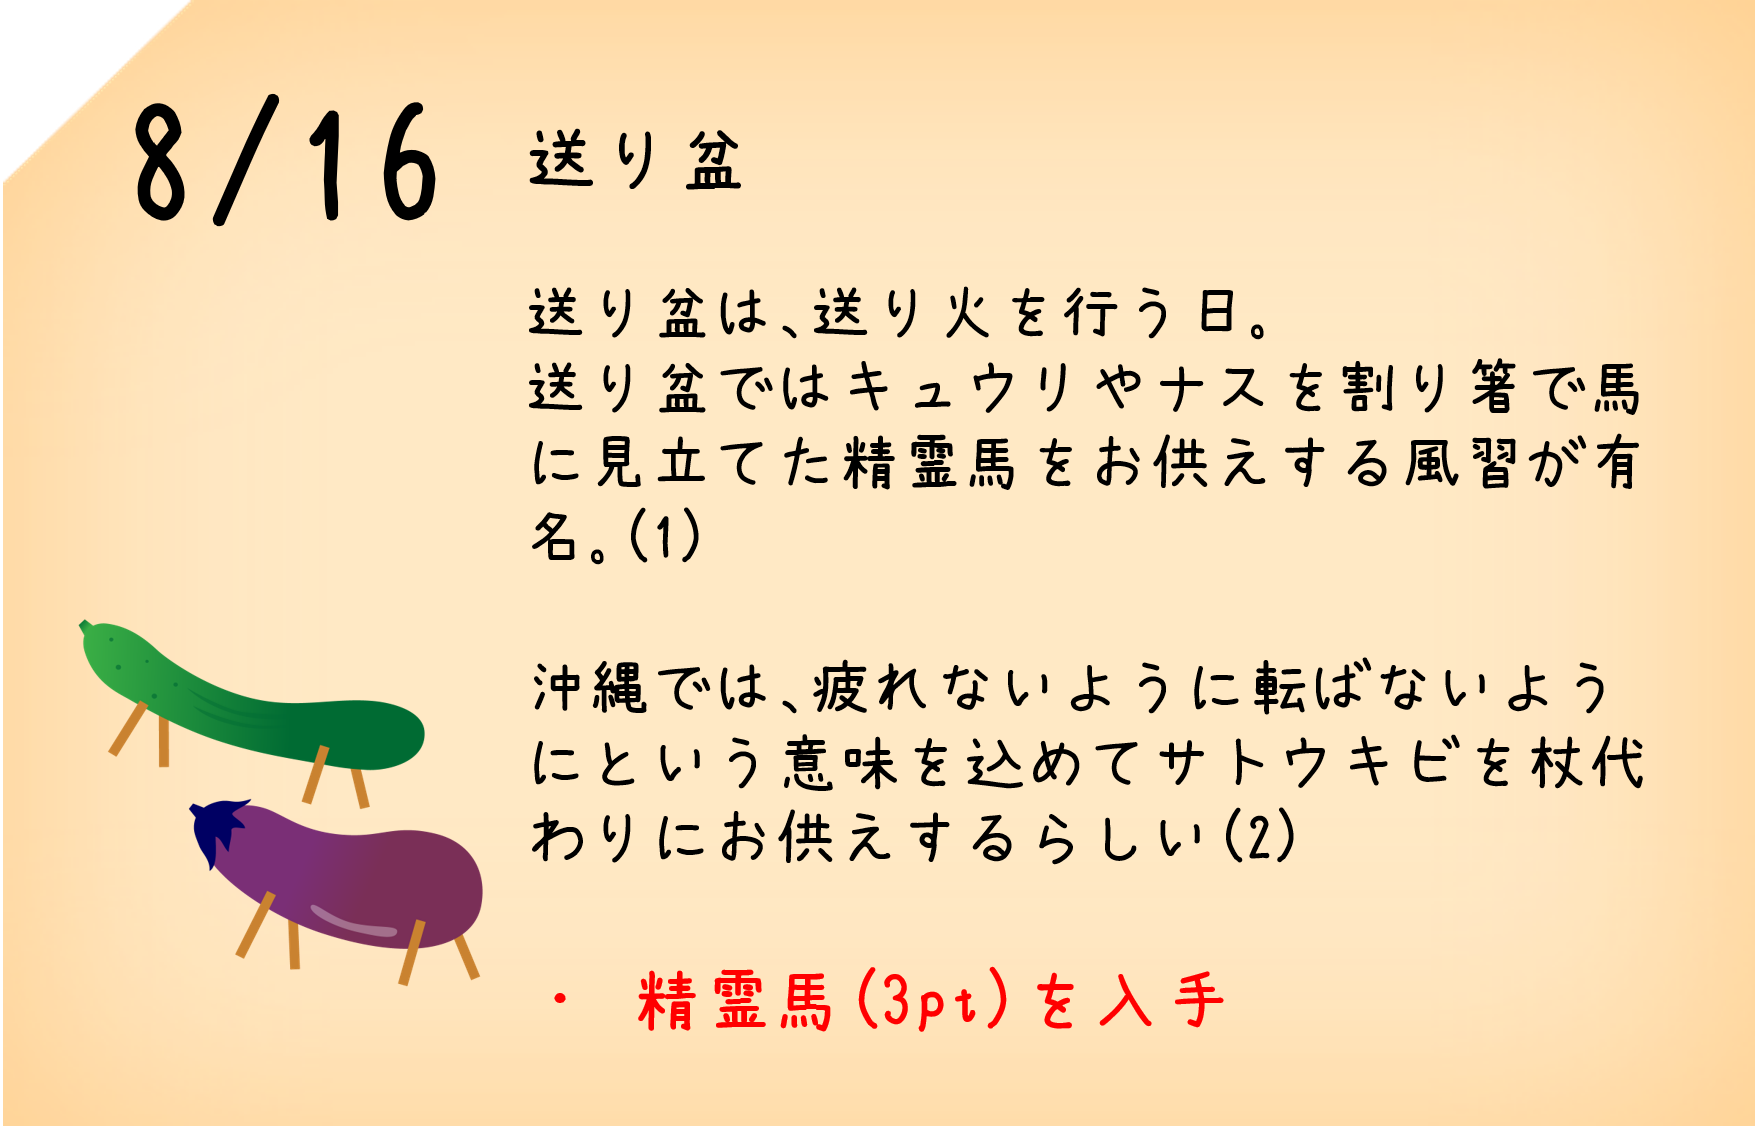 8/16 送り盆
送り盆は、送り火を行う日。
送り盆ではキュウリやナスを割り箸で馬
に見立てた精霊馬をお供えする風習が有
名。(1)
沖縄では、疲れないように転ばないよう
にという意味を込めてサトウキビを杖代
わりにお供えするらしい(2)
・ 精霊馬(3pt)を入手